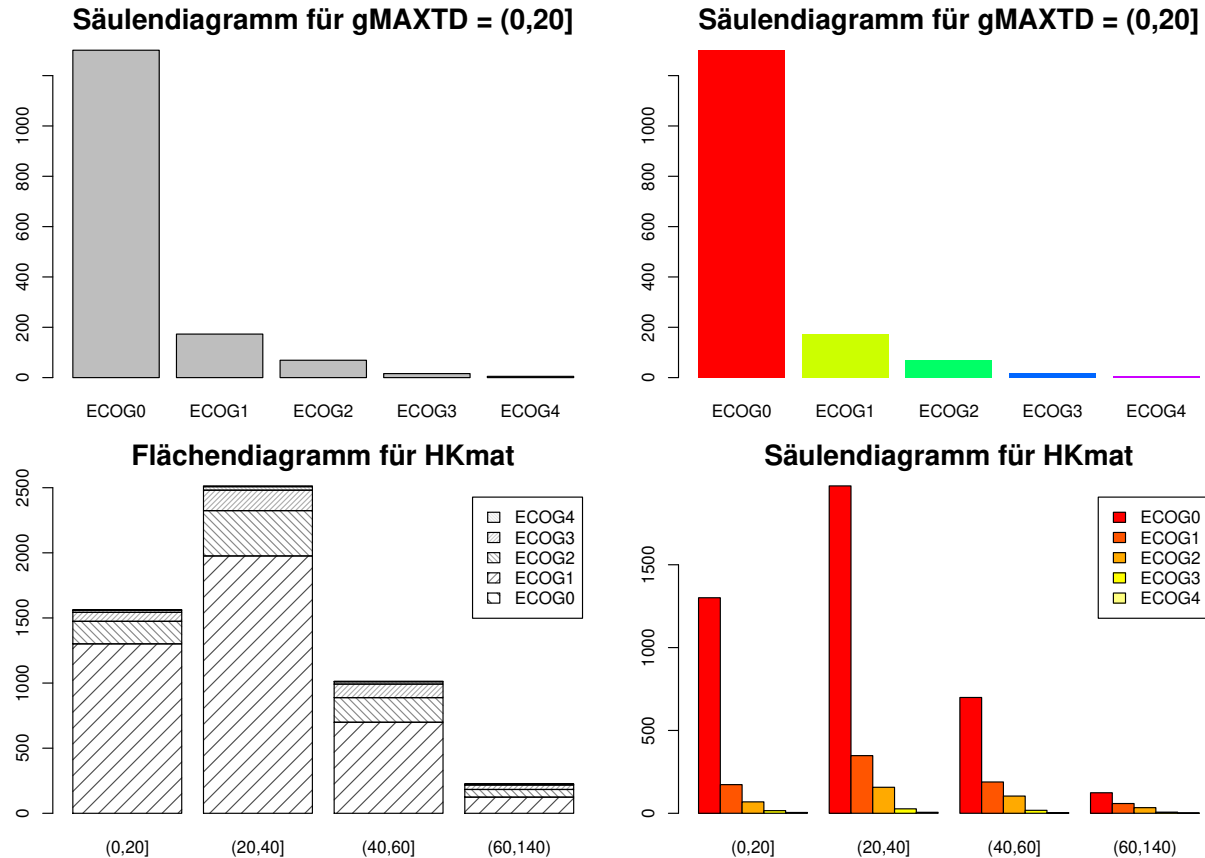 Säulendiagramm für gMAXTD = (0,20]
0
200
400
600
800
1000
ECOG0 ECOG1 ECOG2 ECOG3 ECOG4
Säulendiagramm für gMAXTD = (0,20]
0
200
400
600
800
1000
ECOG0 ECOG1 ECOG2 ECOG3 ECOG4
Flächendiagramm für HKmat
0
500
1000
1500
2000
2500
ECOG4
ECOG3
ECOG2
ECOG1
ECOG0
(0,20] (20,40] (40,60] (60,140)
Säulendiagramm für HKmat
0
500
1000
1500
ECOG0
ECOG1
ECOG2
ECOG3
ECOG4
(0,20] (20,40] (40,60] (60,140)